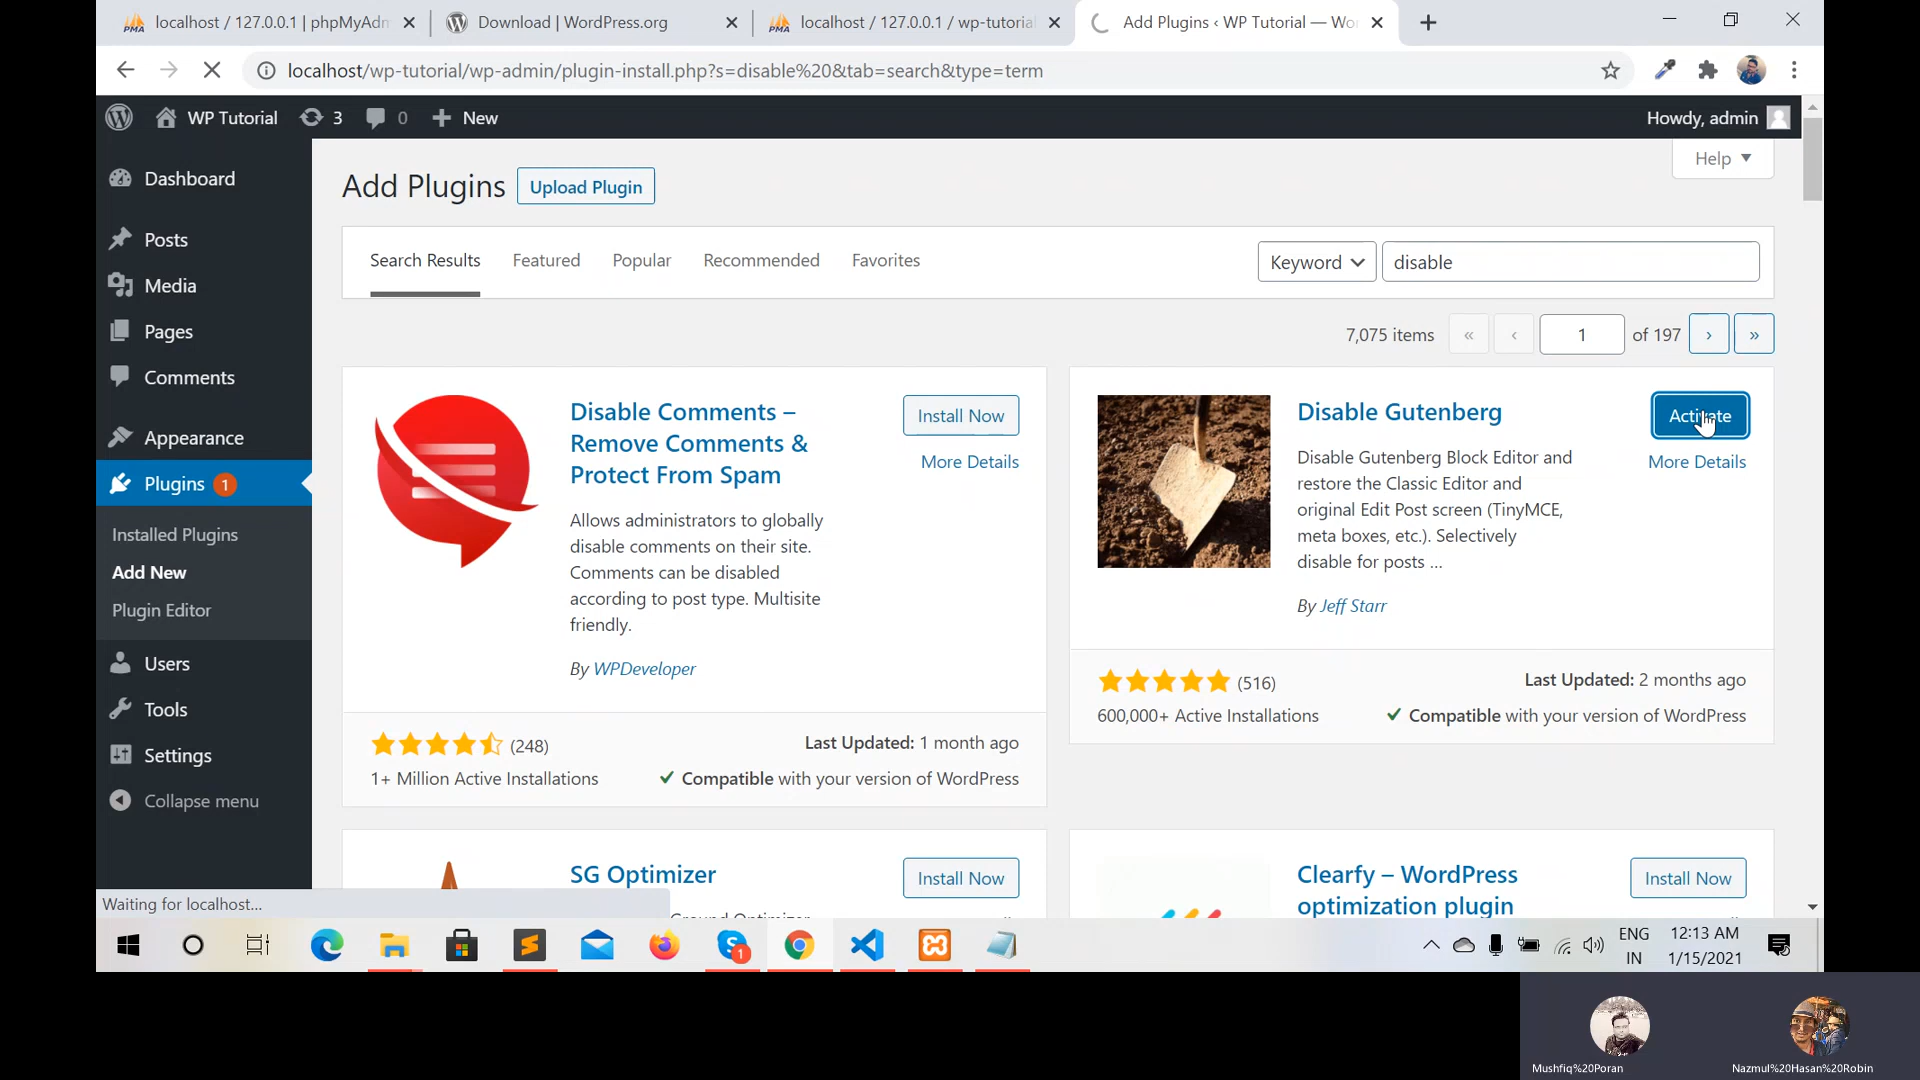 localhost / 127.0.0.1 | phpMyAdm
Download | WordPress.org
localhost / 127.0.0.1 / wp-tutorial
Add Plugins ‹ WP Tutorial — Wor
localhost/wp-tutorial/wp-admin/plugin-install.php?s=disable%20&tab=search&type=term
WP Tutorial
3
0
New
Howdy, admin
Help
Dashboard
Posts
Media
Pages
Comments
Appearance
Plugins 1
Installed Plugins
Add New
Plugin Editor
Users
Tools
Settings
Collapse menu
Add Plugins
Upload Plugin
Search Results
Featured
Popular
Recommended
Favorites
Keyword
disable
7,075 items
«
‹
1
of 197
›
»
Disable Comments –
Remove Comments &
Protect From Spam
Install Now
More Details
Allows administrators to globally
disable comments on their site.
Comments can be disabled
according to post type. Multisite
friendly.
By WPDeveloper
(248)
1+ Million Active Installations
Last Updated: 1 month ago
Compatible with your version of WordPress
Disable Gutenberg
Activate
More Details
Disable Gutenberg Block Editor and
restore the Classic Editor and
original Edit Post screen (TinyMCE,
meta boxes, etc.). Selectively
disable for posts ...
By Jeff Starr
(516)
600,000+ Active Installations
Last Updated: 2 months ago
Compatible with your version of WordPress
SG Optimizer
Install Now
Clearfy – WordPress
optimization plugin
Install Now
Waiting for localhost...
1
ENG
IN
12:13 AM
1/15/2021
Mushfiq%20Poran
Nazmul%20Hasan%20Robin